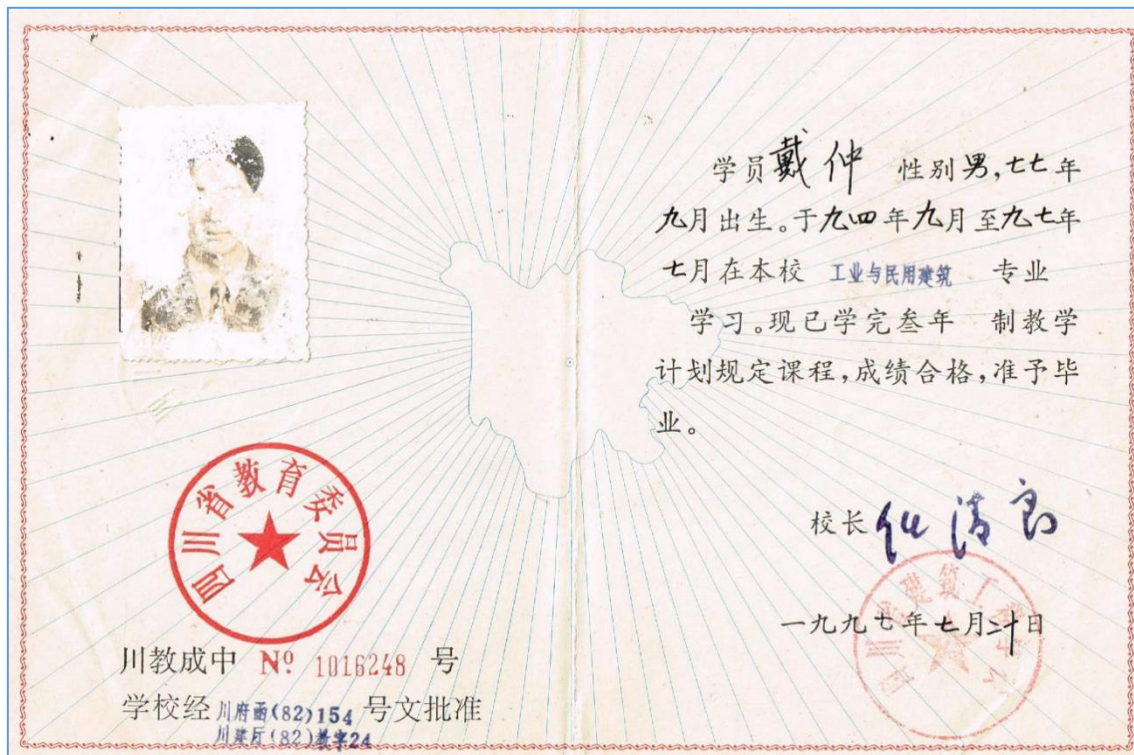 学员戴仲 性别男,七七年
九月出生。于九四年九月至九七年
七月在本校 工业与民用建筑 专业
学习。现已学完叁年 制教学
计划规定课程,成绩合格,准予毕
业。
校长
一九九七年七月二十日
四川省教育委员会
川教成中 Nº 1016248 号
学校经 川府函(82)154 号文批准
川建厅(82)教字24